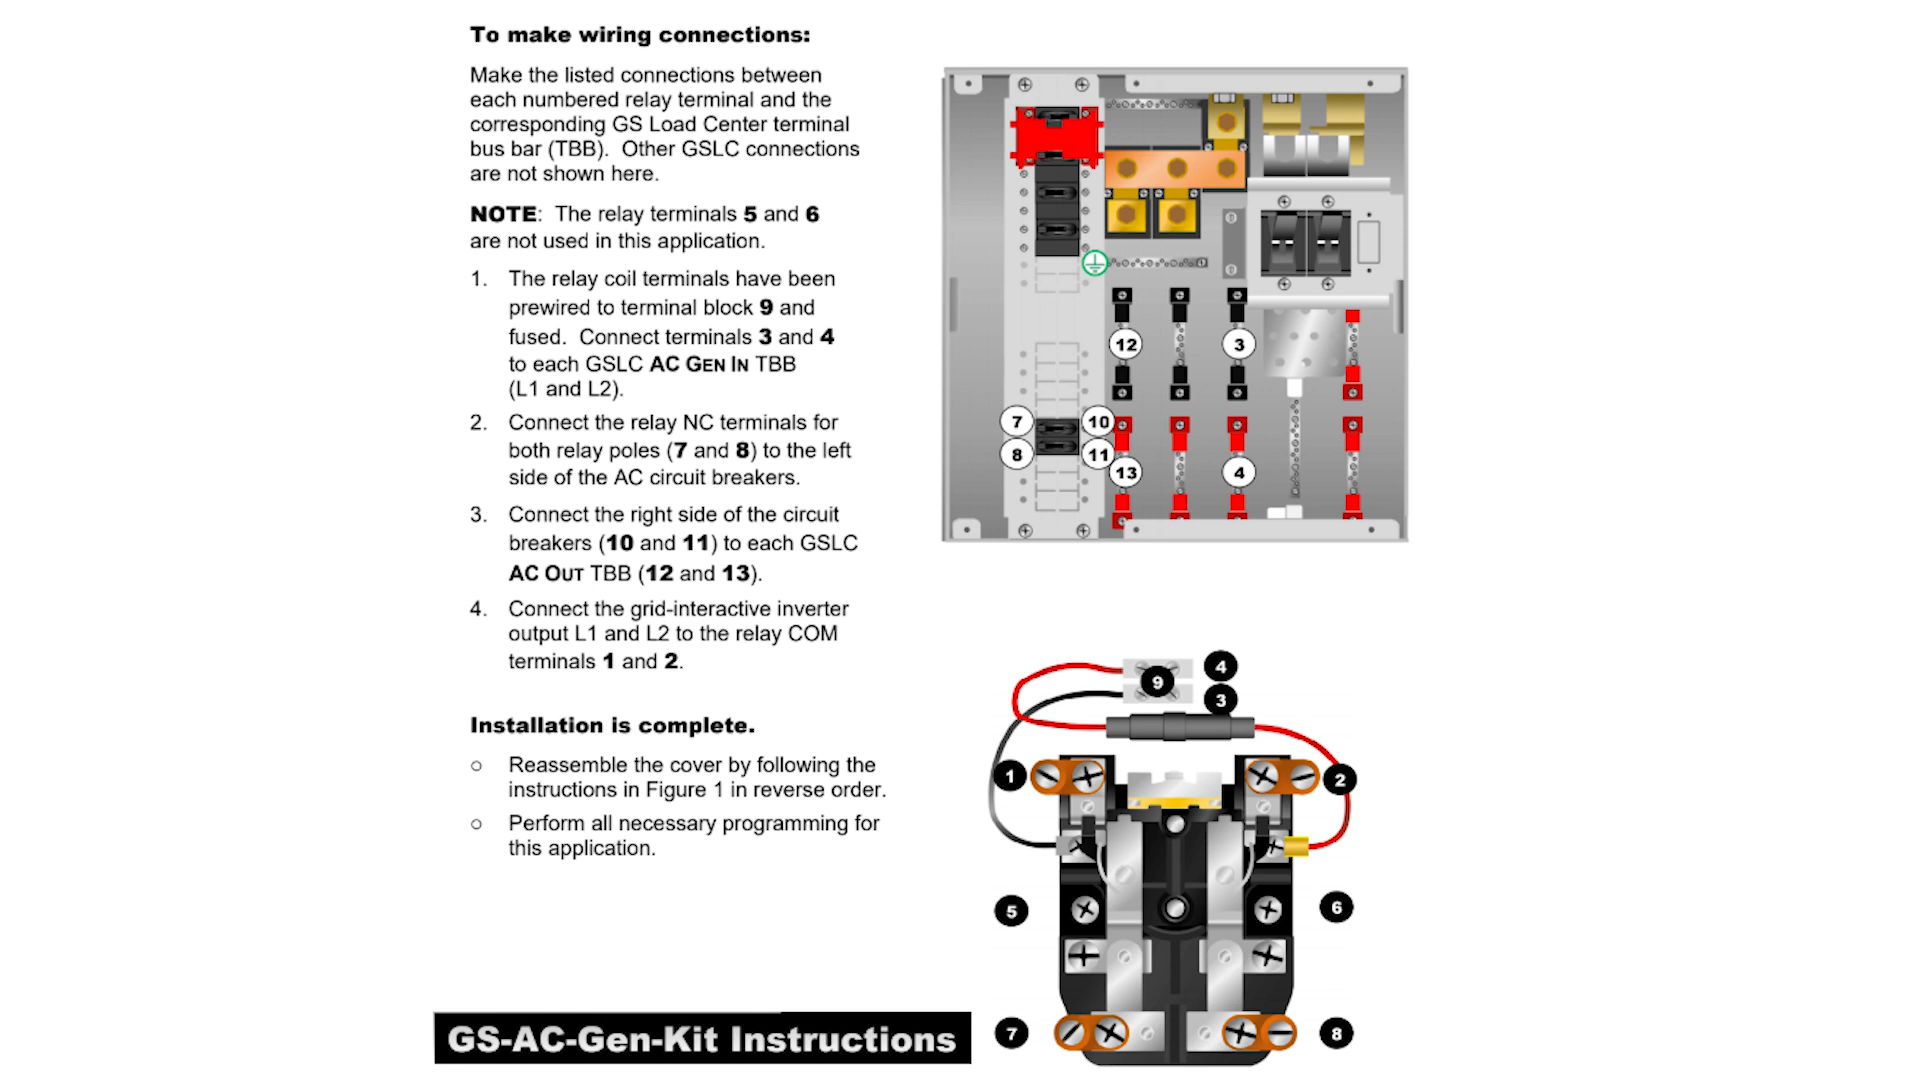 To make wiring connections:
Make the listed connections between
each numbered relay terminal and the
corresponding GS Load Center terminal
bus bar (TBB).  Other GSLC connections
are not shown here.
NOTE:  The relay terminals 5 and 6
are not used in this application.
1. The relay coil terminals have been
prewired to terminal block 9 and
fused.  Connect terminals 3 and 4
to each GSLC AC GEN IN TBB
(L1 and L2).
2. Connect the relay NC terminals for
both relay poles (7 and 8) to the left
side of the AC circuit breakers.
3. Connect the right side of the circuit
breakers (10 and 11) to each GSLC
AC OUT TBB (12 and 13).
4. Connect the grid-interactive inverter
output L1 and L2 to the relay COM
terminals 1 and 2.
Installation is complete.
○ Reassemble the cover by following the
instructions in Figure 1 in reverse order.
○ Perform all necessary programming for
this application.
GS-AC-Gen-Kit Instructions
12 3
7 10
8 11
13 4
4
9
3
1 2
5 6
7 8